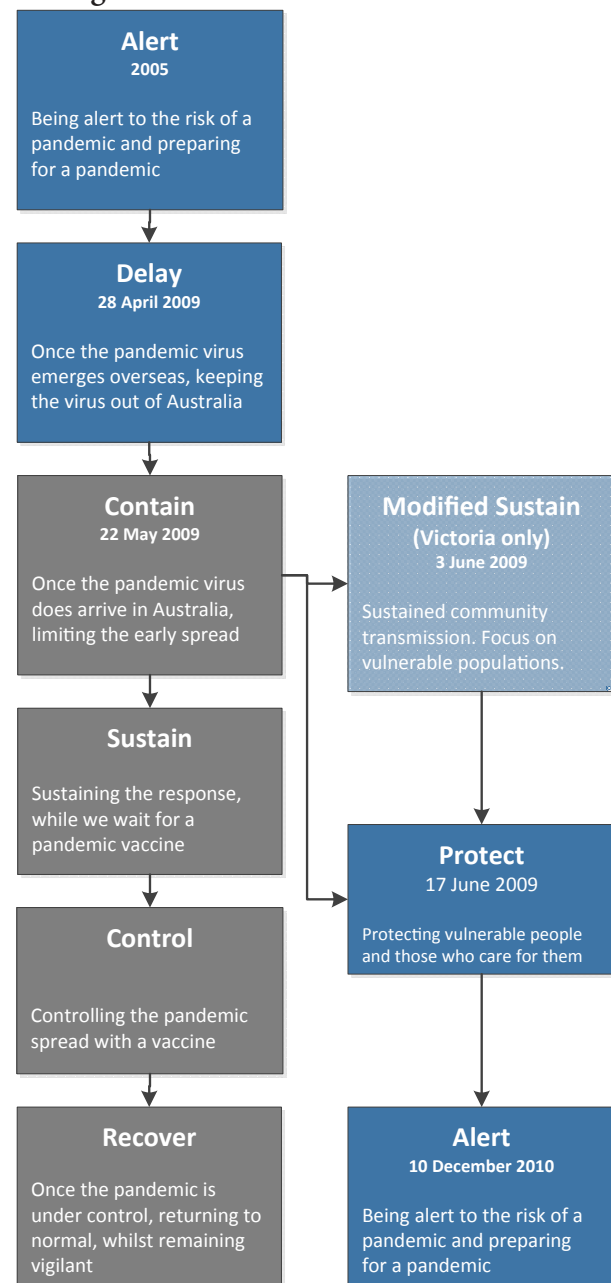 Alert
2005
Being alert to the risk of a
pandemic and preparing
for a pandemic
Delay
28 April 2009
Once the pandemic virus
emerges overseas, keeping
the virus out of Australia
Contain
22 May 2009
Once the pandemic virus
does arrive in Australia,
limiting the early spread
Modified Sustain
(Victoria only)
3 June 2009
Sustained community
transmission. Focus on
vulnerable populations.
Sustain
Sustaining the response,
while we wait for a
pandemic vaccine
Protect
17 June 2009
Protecting vulnerable people
and those who care for them
Control
Controlling the pandemic
spread with a vaccine
Recover
Once the pandemic is
under control, returning to
normal, whilst remaining
vigilant
Alert
10 December 2010
Being alert to the risk of a
pandemic and preparing
for a pandemic